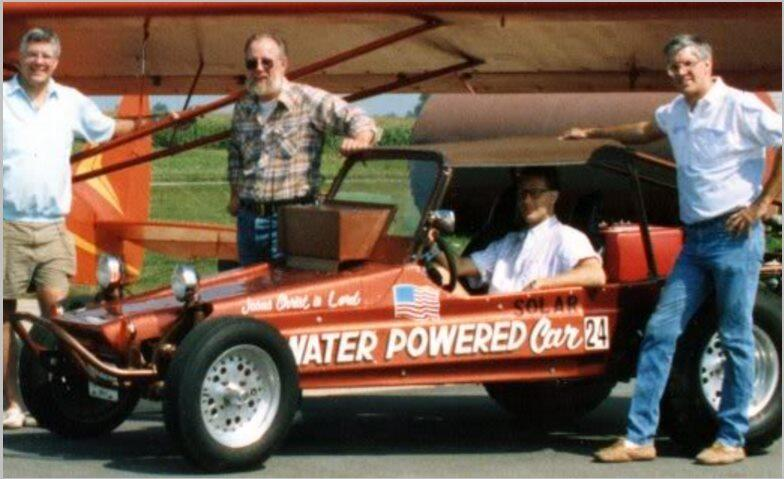 Jesus Christ is Lord
SOLAR
WATER POWERED Car 24